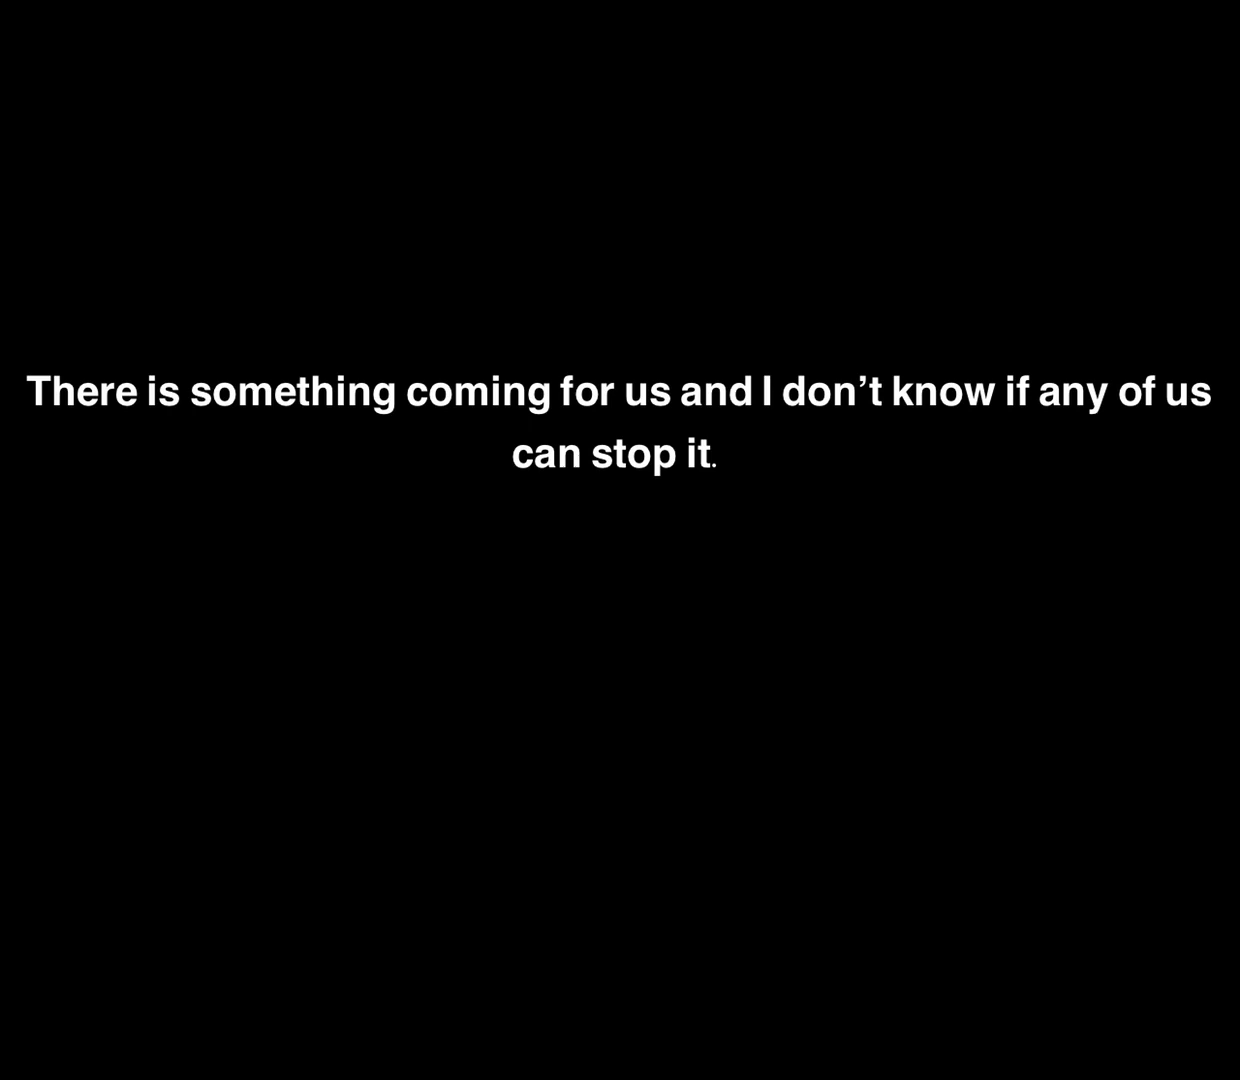 There is something coming for us and I don’t know if any of us
can stop it.